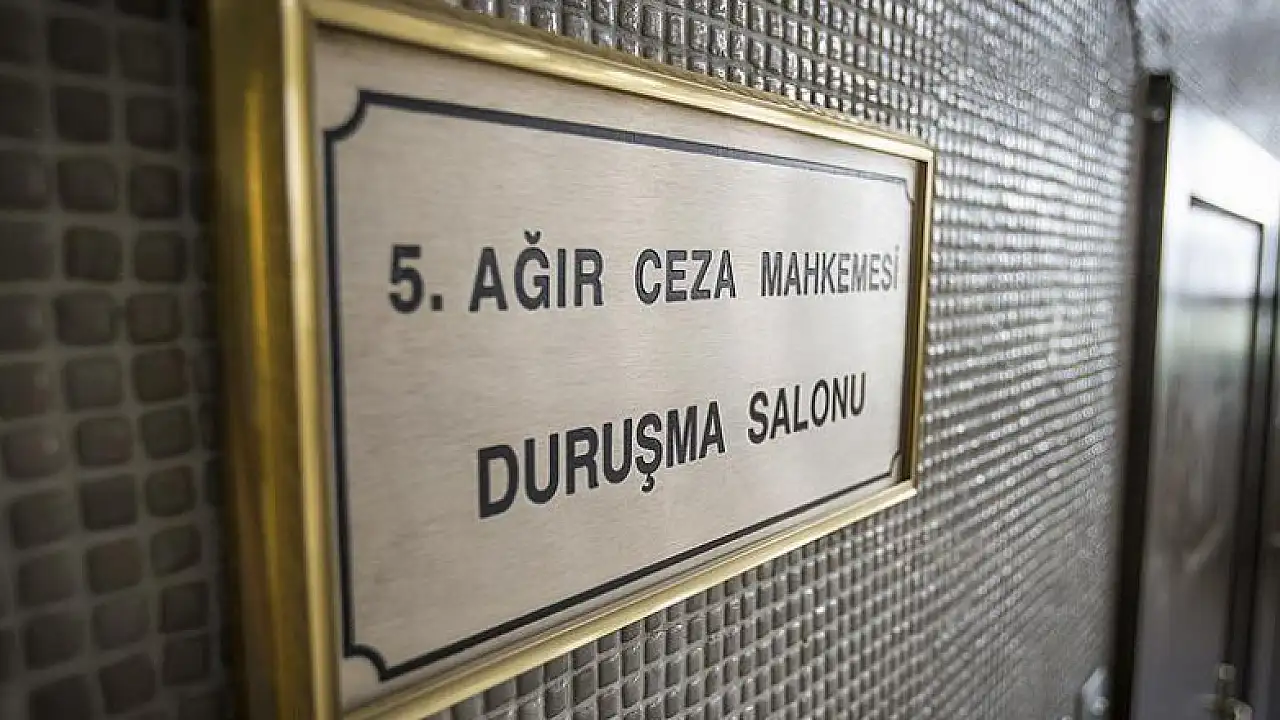 5. AĞIR CEZA MAHKEMESİ
DURUŞMA SALONU